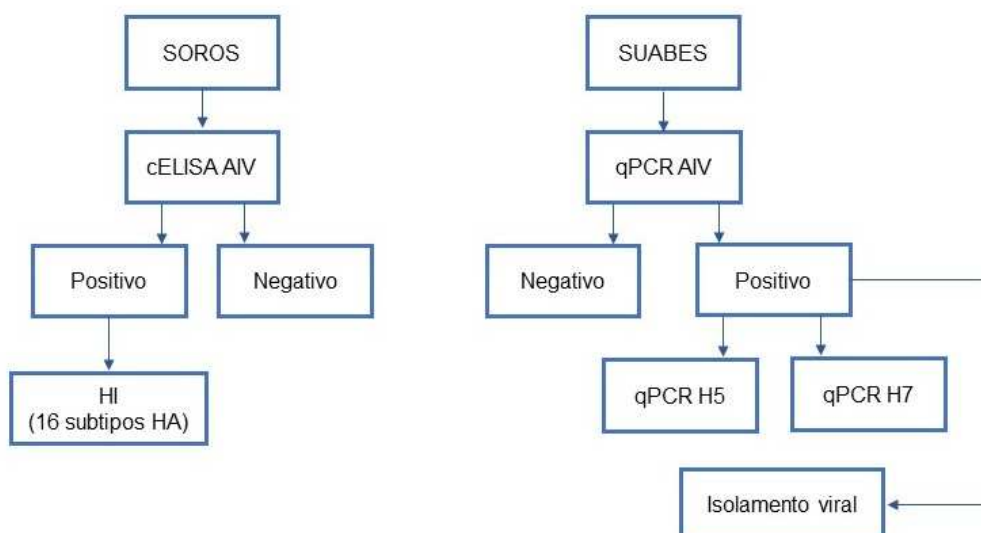 SOROS
SUABES
cELISA AIV
qPCR AIV
Positivo
Negativo
Negativo
Positivo
HI
(16 subtipos HA)
qPCR H5
qPCR H7
Isolamento viral